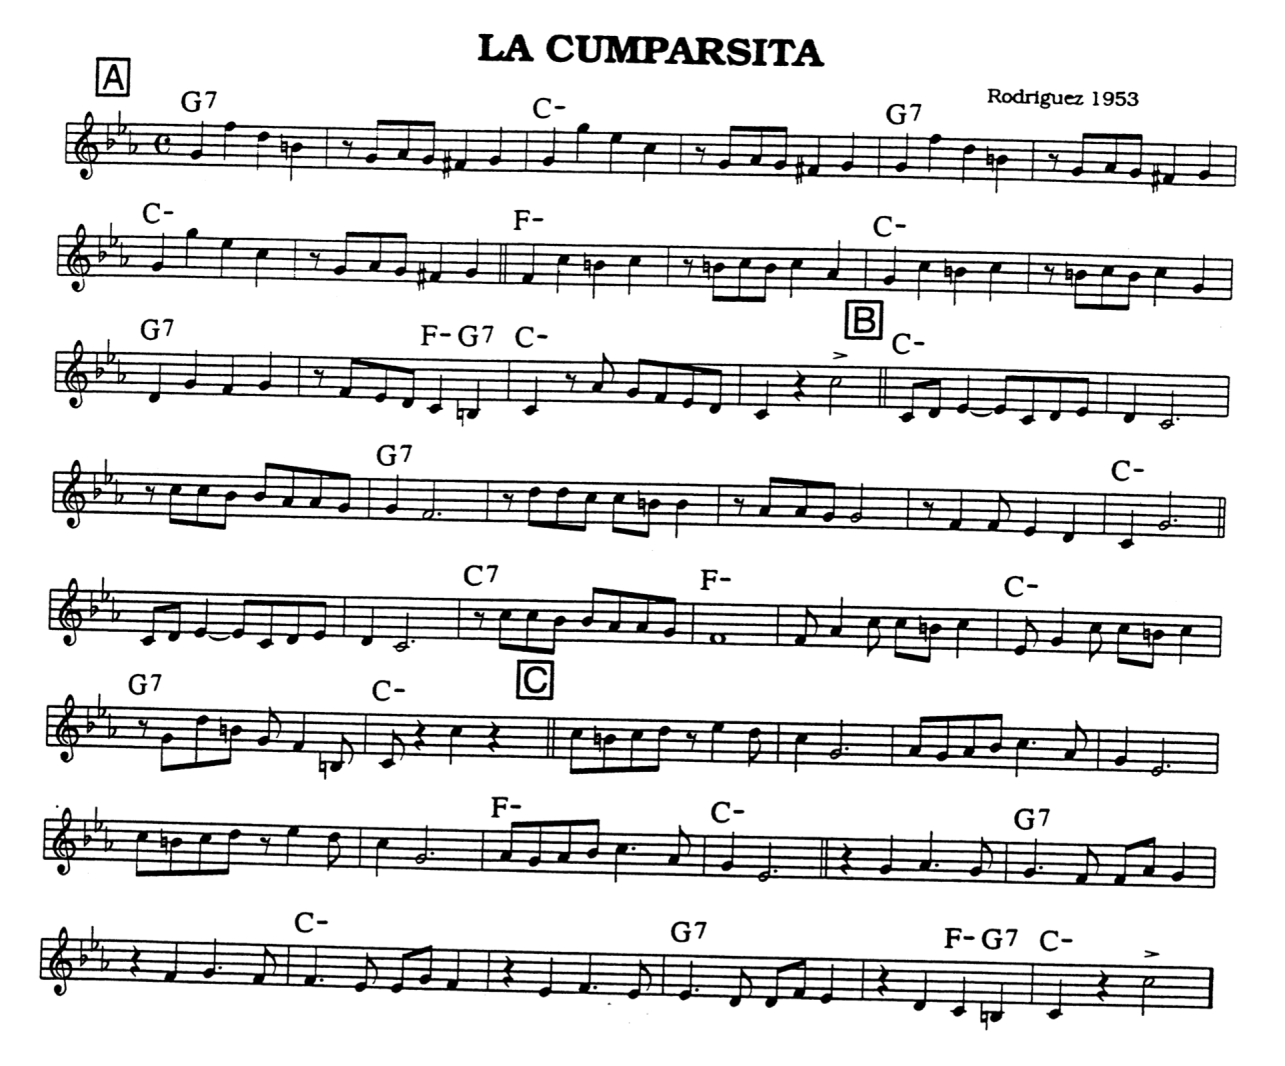 LA CUMPARSITA
A
Rodriguez 1953
G7 C- G7
C- F- C-
B
G7 F- G7 C- C-
G7 C-
C7 F- C-
C
G7 C-
F- C- G7
C- G7 F- G7 C-